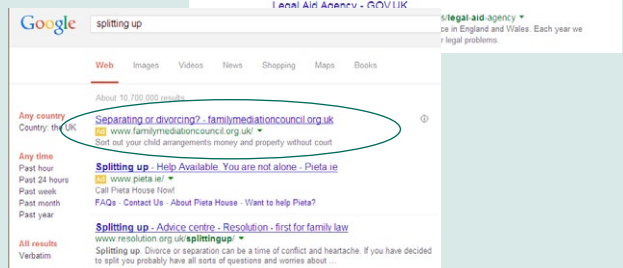 Legal Aid Agency - GOV.UK
s/legal-aid-agency
ce in England and Wales. Each year we
r legal problems.
Google
splitting up
Web Images Videos News Shopping Maps Books
About 10,700,000 results
Any country
Country: the UK
Any time
Past hour
Past 24 hours
Past week
Past month
Past year
All results
Verbatim
Separating or divorcing? - familymediationcouncil.org.uk
Ad www.familymediationcouncil.org.uk/
Sort out your child arrangements money and property without court
Splitting up - Help Available. You are not alone - Pieta.ie
Ad www.pieta.ie/
Call Pieta House Now!
FAQs - Contact Us - About Pieta House - Want to help Pieta?
Splitting up - Advice centre - Resolution - first for family law
www.resolution.org.uk/splittingup/
Splitting up. Divorce or separation can be a time of conflict and heartache. If you have decided
to split you probably have all sorts of questions and worries about ...